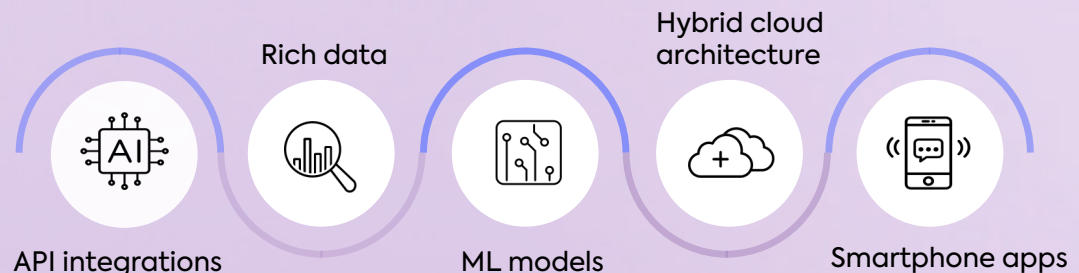 API integrations
AI
Rich data
ML models
Hybrid cloud
architecture
Smartphone apps